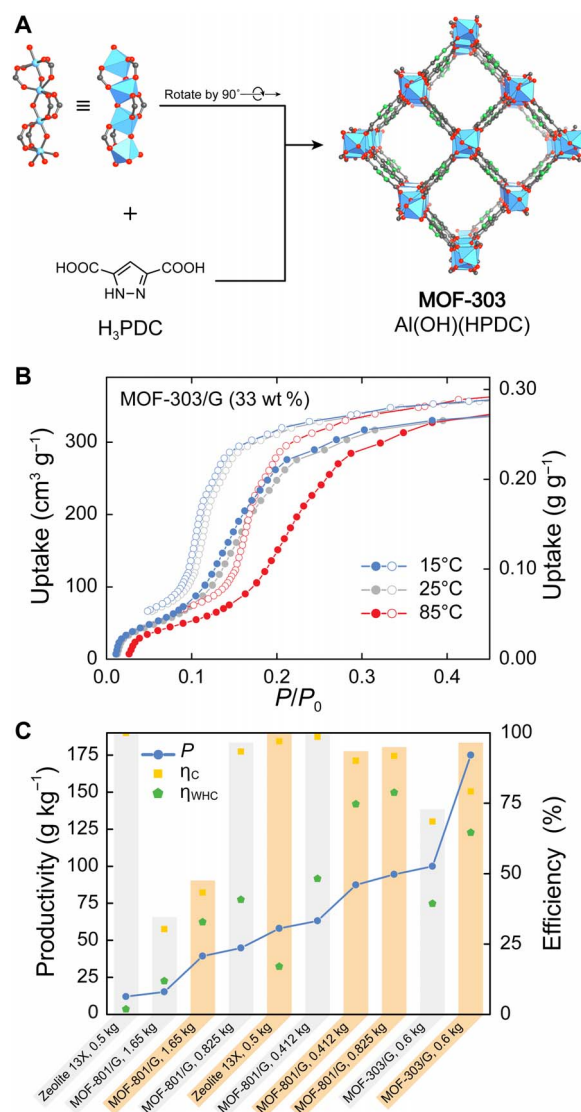 A
≡
Rotate by 90°
+
HOOC
COOH
HN-N
H₃PDC
MOF-303
Al(OH)(HPDC)
B
MOF-303/G (33 wt %)
Uptake (cm³ g⁻¹)
300
200
100
0
0.30
0.20
0.10
0.00
Uptake (g g⁻¹)
15°C
25°C
85°C
0.0
0.1
0.2
0.3
0.4
P/P₀
C
P
ηC
ηWHC
Productivity (g kg⁻¹)
175
150
125
100
75
50
25
0
100
75
50
25
0
Efficiency (%)
Zeolite 13X, 0.5 kg
MOF-801/G, 1.65 kg
MOF-801/G, 1.65 kg
MOF-801/G, 0.825 kg
Zeolite 13X, 0.5 kg
MOF-801/G, 0.412 kg
MOF-801/G, 0.412 kg
MOF-801/G, 0.825 kg
MOF-303/G, 0.6 kg
MOF-303/G, 0.6 kg